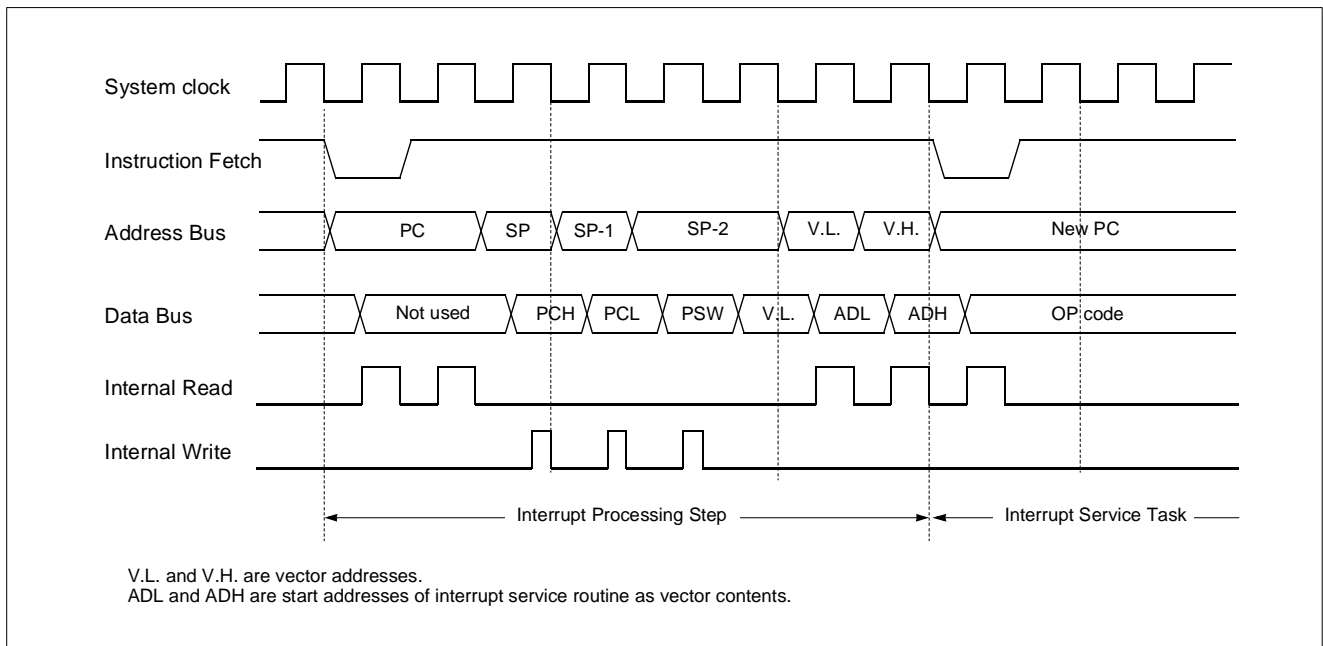 System clock
Instruction Fetch
Address Bus PC SP SP-1 SP-2 V.L. V.H. New PC
Data Bus Not used PCH PCL PSW V.L. ADL ADH OP code
Internal Read
Internal Write
Interrupt Processing Step Interrupt Service Task
V.L. and V.H. are vector addresses.
ADL and ADH are start addresses of interrupt service routine as vector contents.